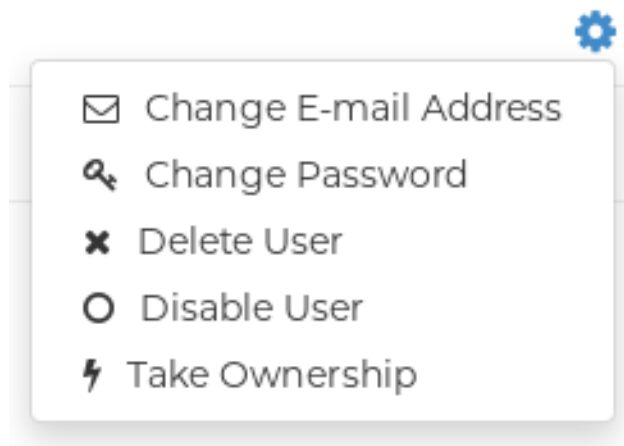 Change E-mail Address
Change Password
Delete User
Disable User
Take Ownership